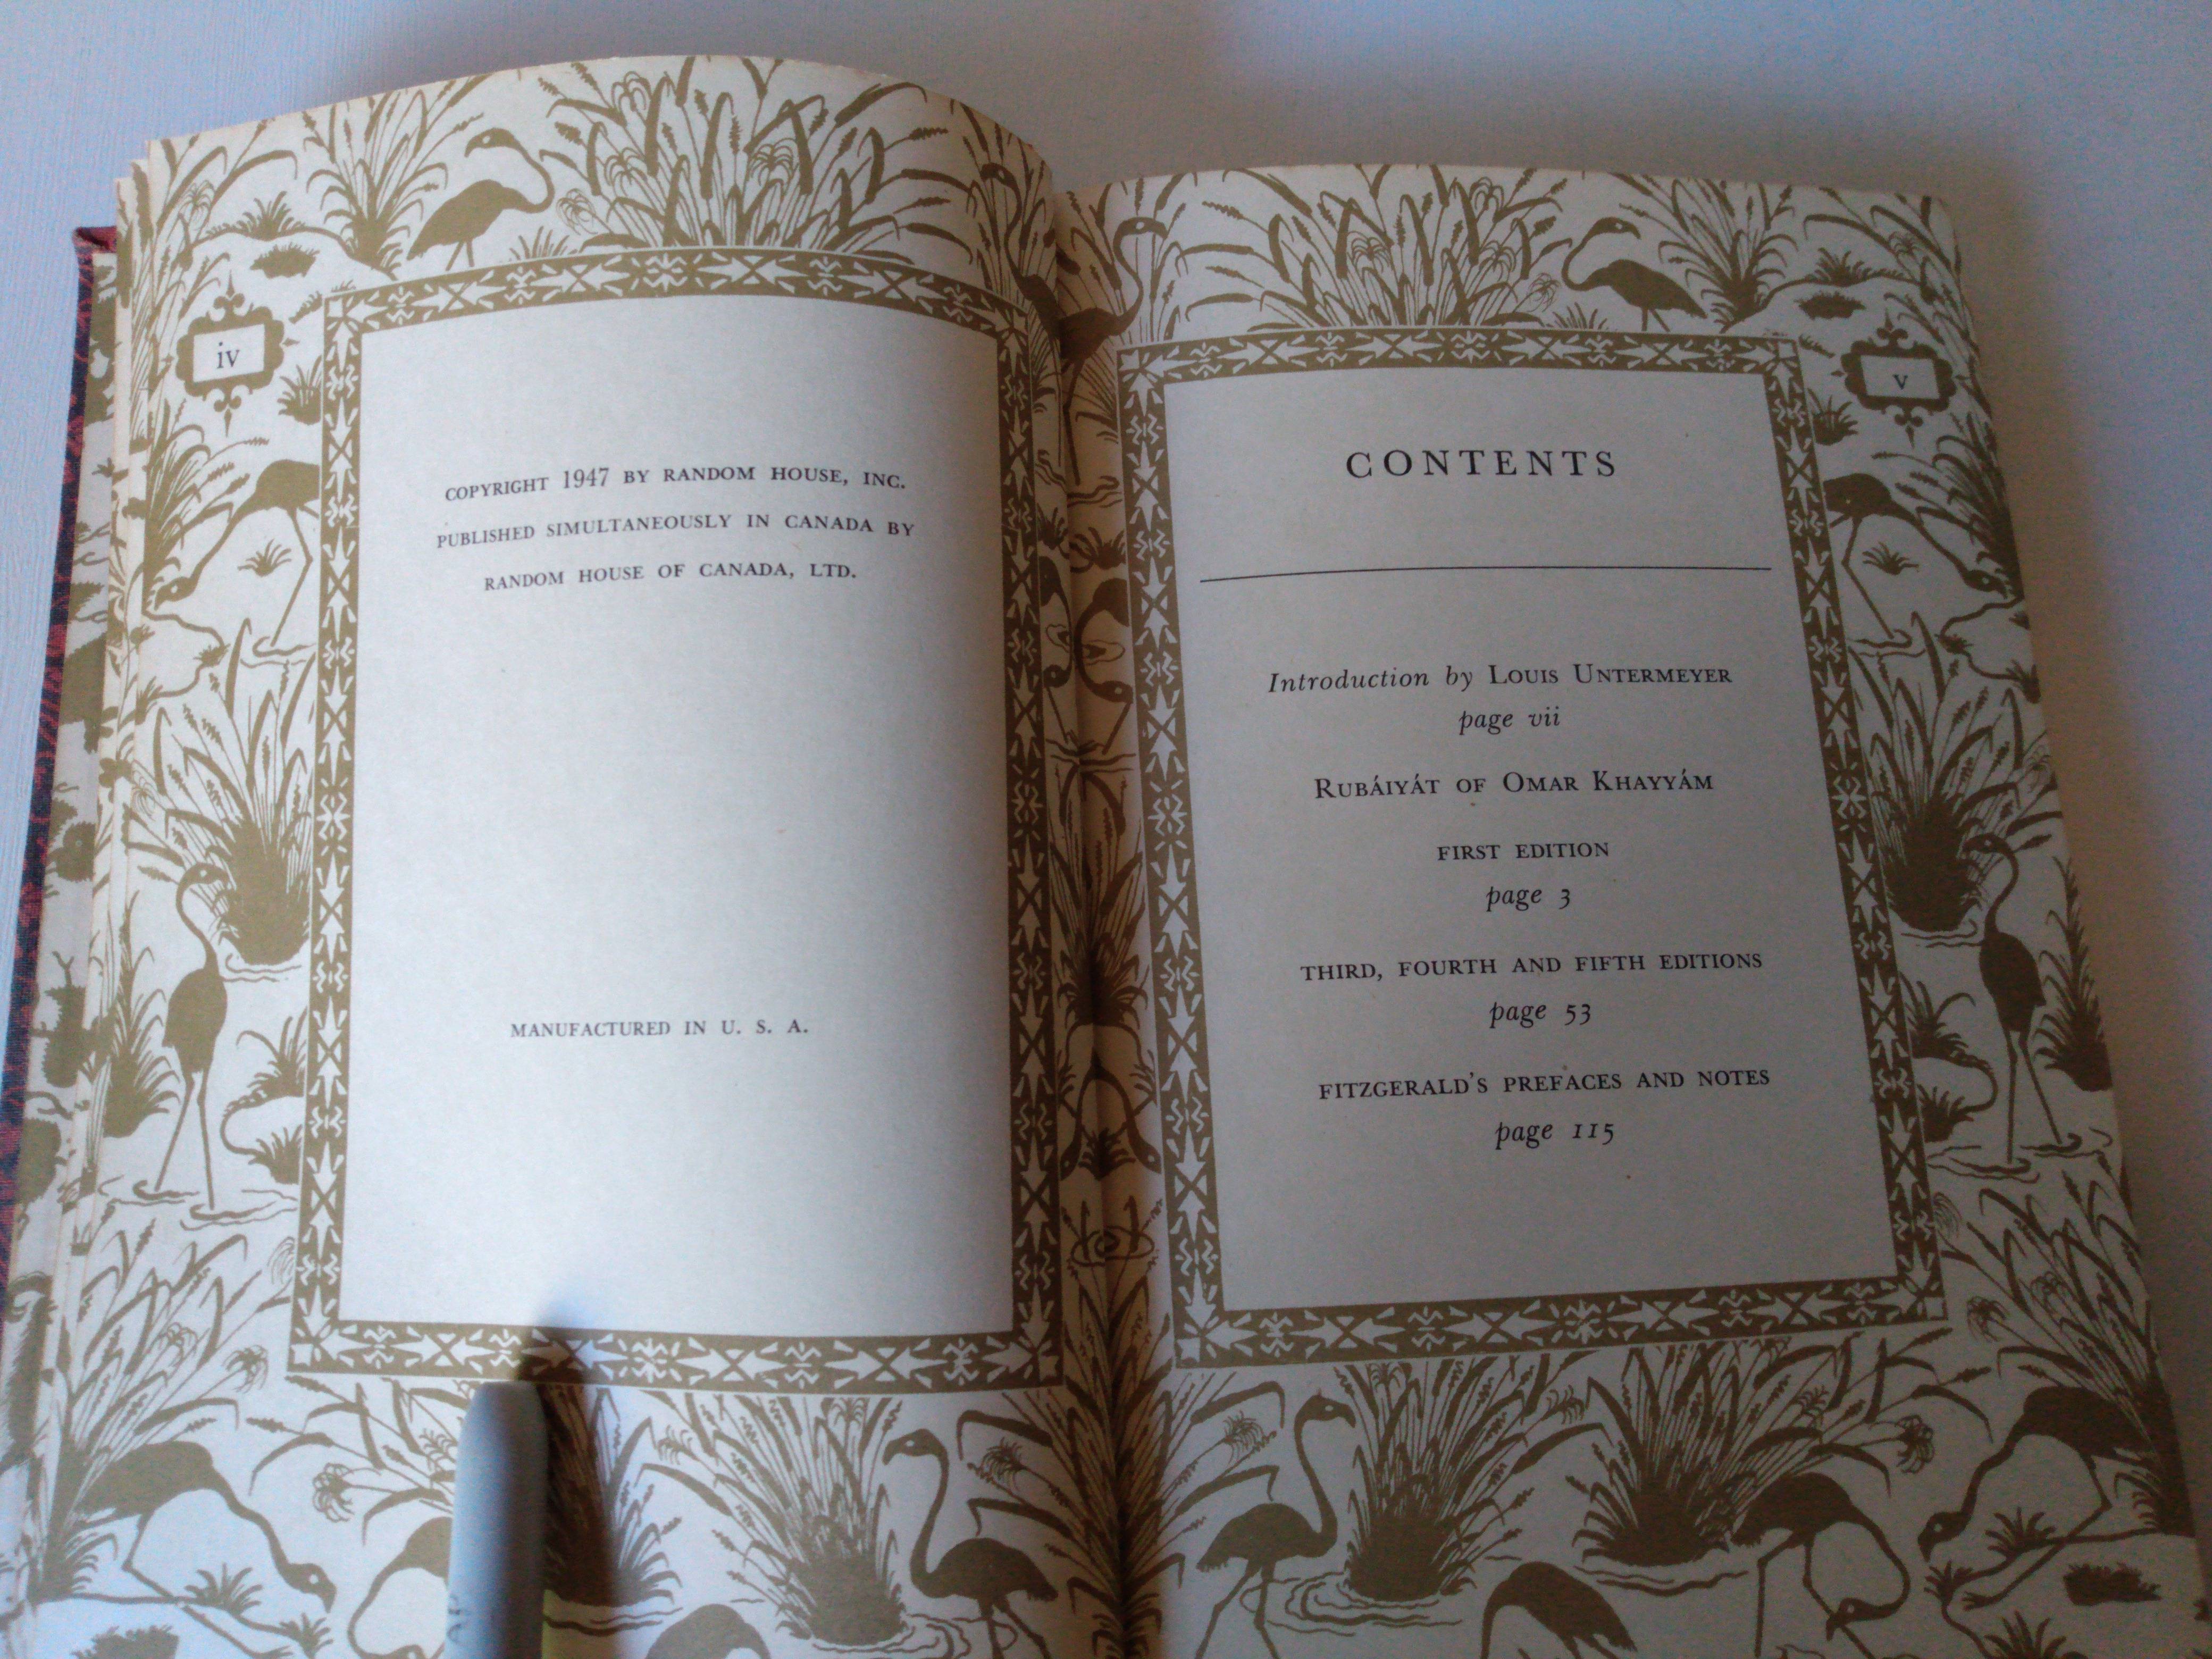 iv
COPYRIGHT 1947 BY RANDOM HOUSE, INC.
PUBLISHED SIMULTANEOUSLY IN CANADA BY
RANDOM HOUSE OF CANADA, LTD.
MANUFACTURED IN U. S. A.
v
CONTENTS
Introduction by LOUIS UNTERMEYER
page vii
RUBÁIYÁT OF OMAR KHAYYÁM
FIRST EDITION
page 3
THIRD, FOURTH AND FIFTH EDITIONS
page 53
FITZGERALD'S PREFACES AND NOTES
page 115